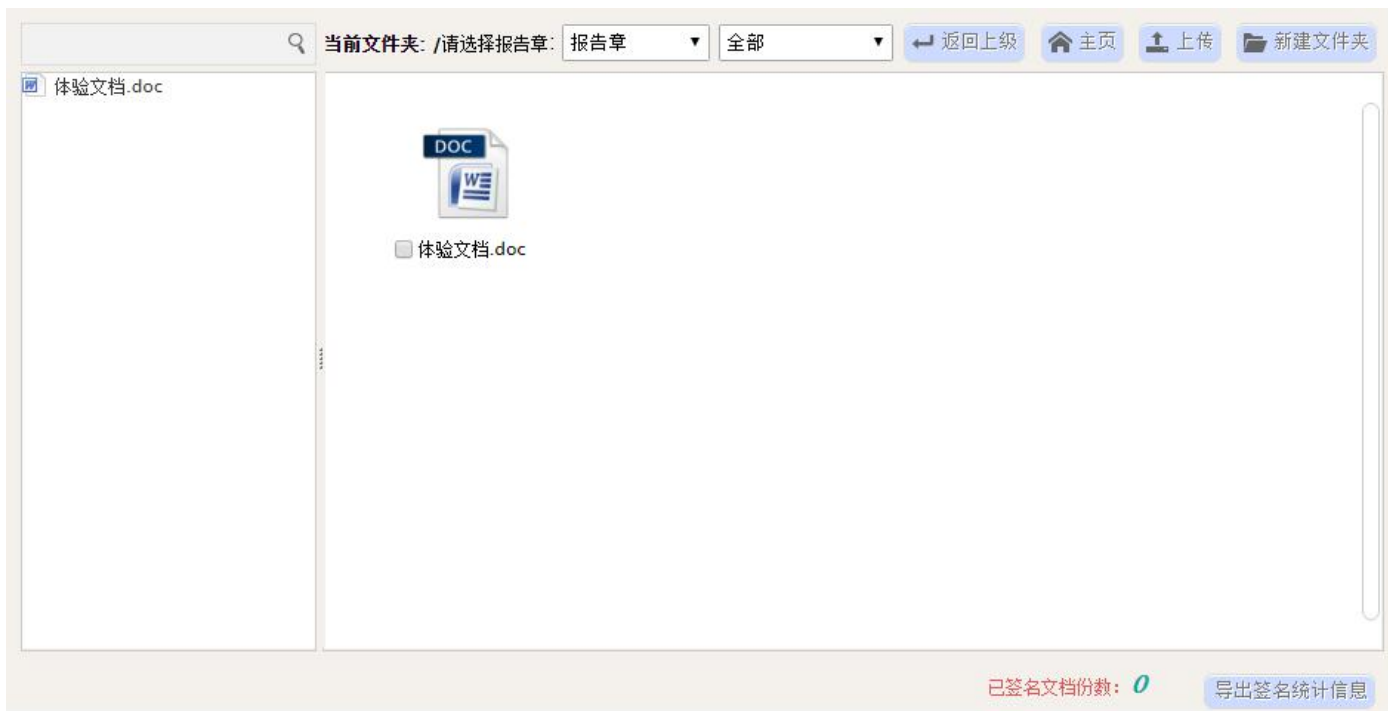 当前文件夹: /请选择报告章: 报告章 全部 返回上级 主页 上传 新建文件夹
体验文档.doc
DOC
W
体验文档.doc
已签名文档份数: 0 导出签名统计信息